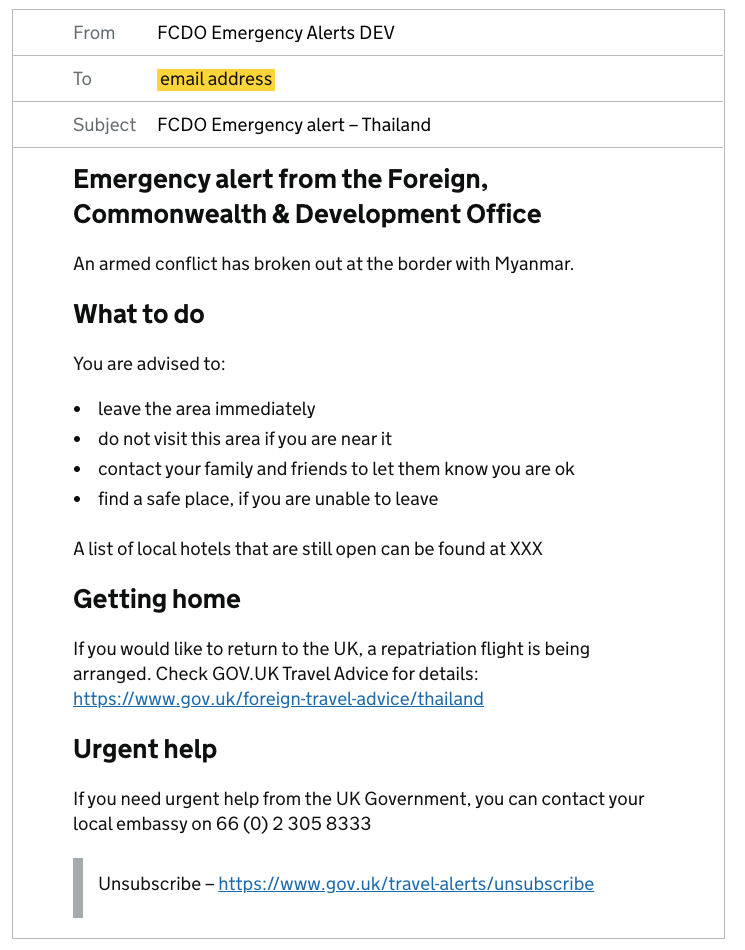 From FCDO Emergency Alerts DEV
To email address
Subject FCDO Emergency alert – Thailand
Emergency alert from the Foreign,
Commonwealth & Development Office
An armed conflict has broken out at the border with Myanmar.
What to do
You are advised to:
• leave the area immediately
• do not visit this area if you are near it
• contact your family and friends to let them know you are ok
• find a safe place, if you are unable to leave
A list of local hotels that are still open can be found at XXX
Getting home
If you would like to return to the UK, a repatriation flight is being
arranged. Check GOV.UK Travel Advice for details:
https://www.gov.uk/foreign-travel-advice/thailand
Urgent help
If you need urgent help from the UK Government, you can contact your
local embassy on 66 (0) 2 305 8333
Unsubscribe – https://www.gov.uk/travel-alerts/unsubscribe